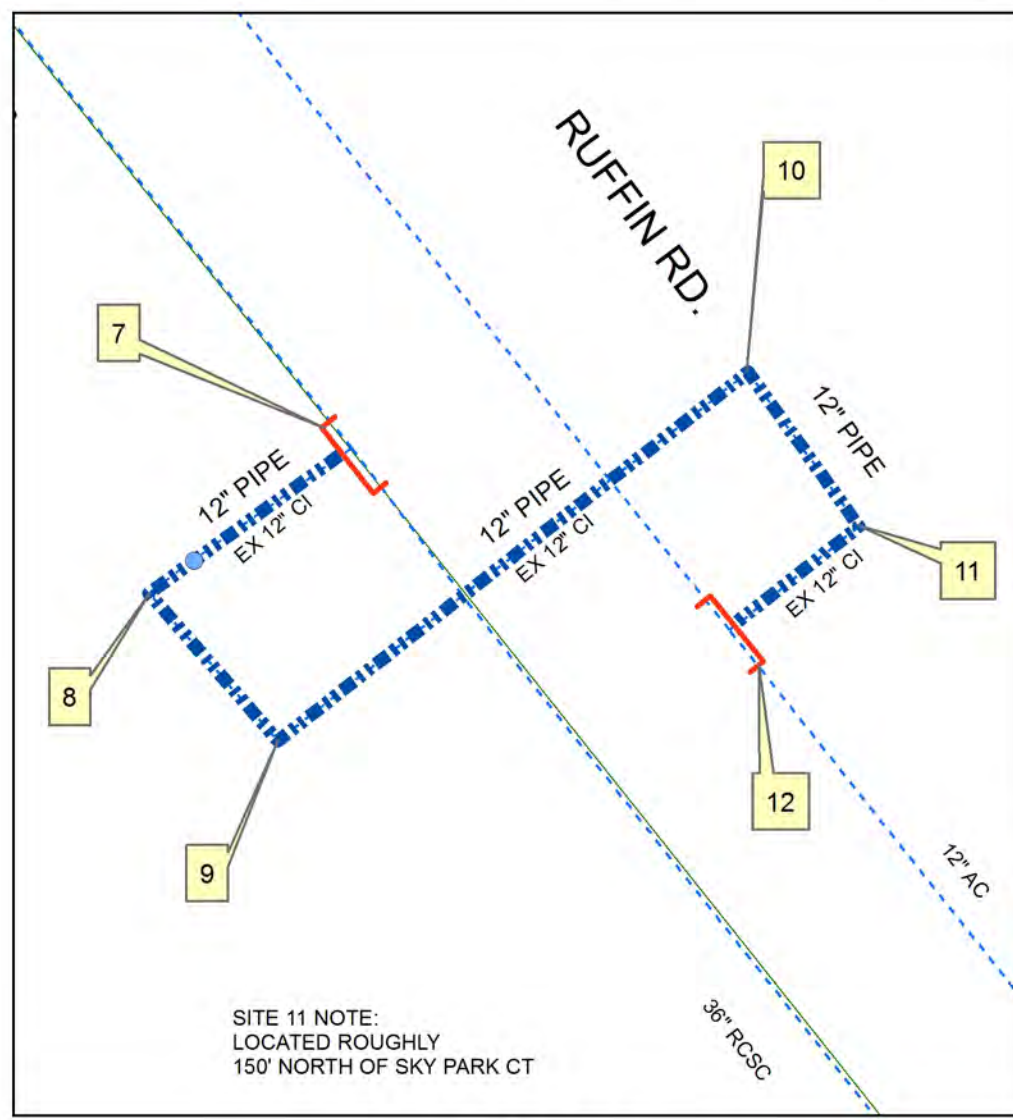 RUFFIN RD.
10
7
12" PIPE
EX 12" CI
12" PIPE
EX 12" CI
12" PIPE
EX 12" CI
11
8
12
9
12" AC
36" RCSC
SITE 11 NOTE:
LOCATED ROUGHLY
150' NORTH OF SKY PARK CT